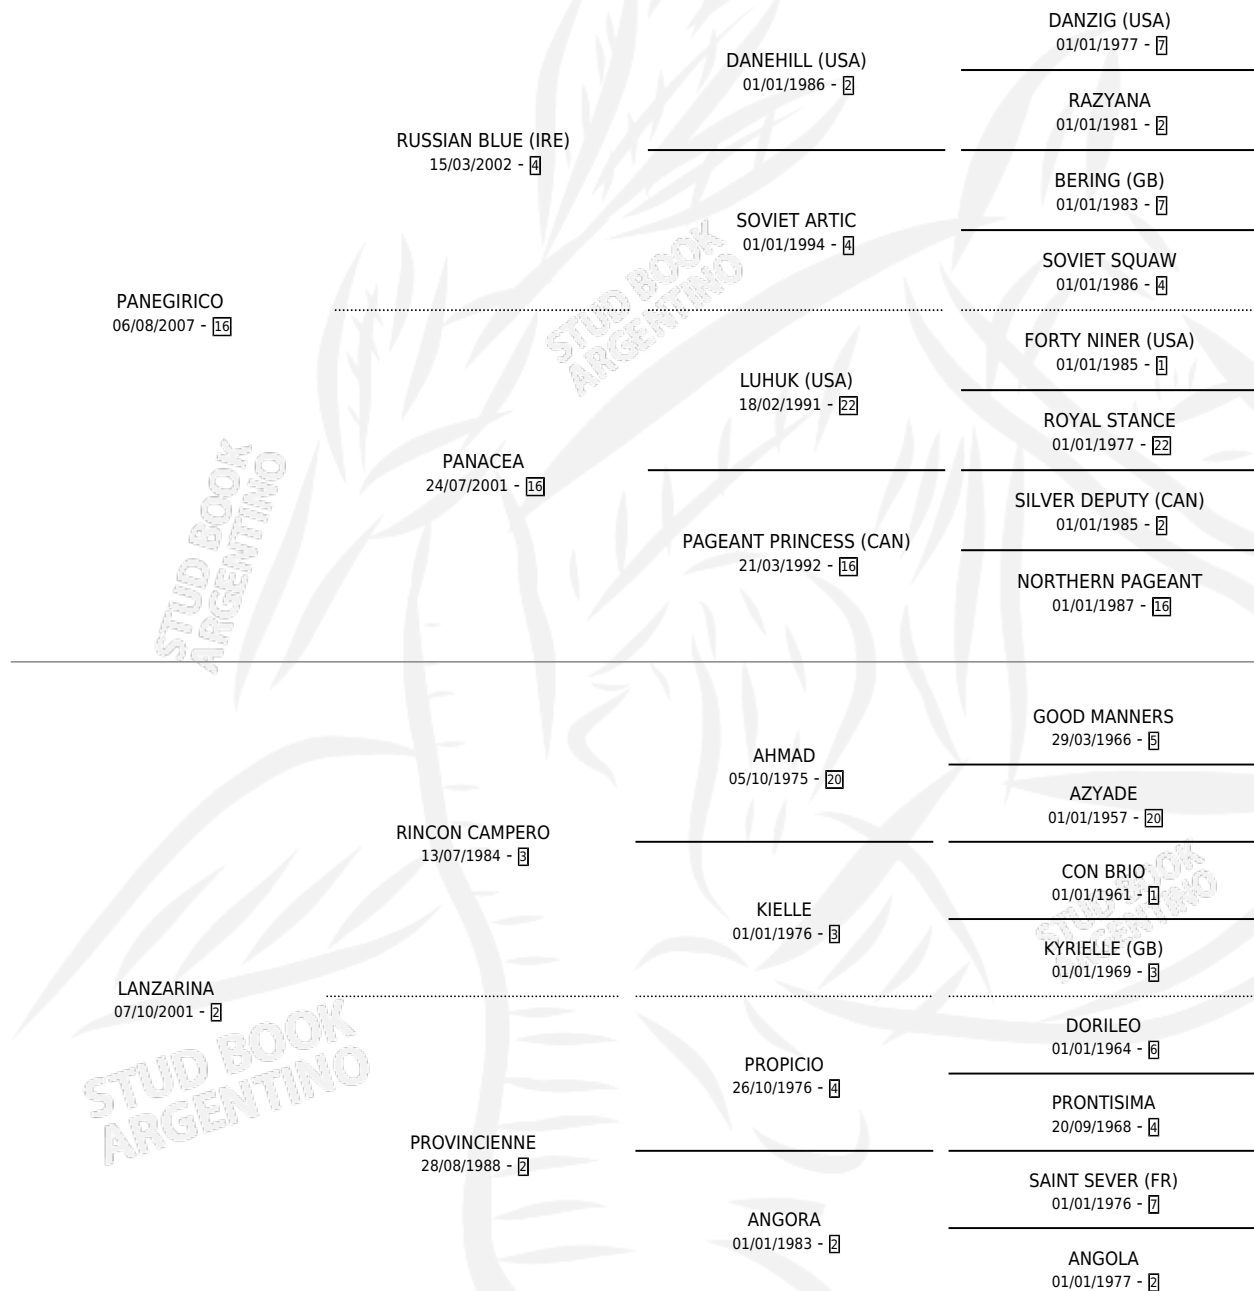 DANZIG (USA)
01/01/1977 - 7
DANEHILL (USA)
01/01/1986 - 2
RAZYANA
01/01/1981 - 2
RUSSIAN BLUE (IRE)
15/03/2002 - 4
BERING (GB)
01/01/1983 - 7
SOVIET ARTIC
01/01/1994 - 4
SOVIET SQUAW
01/01/1986 - 4
PANEGIRICO
06/08/2007 - 16
FORTY NINER (USA)
01/01/1985 - 1
LUHUK (USA)
18/02/1991 - 22
ROYAL STANCE
01/01/1977 - 22
PANACEA
24/07/2001 - 16
SILVER DEPUTY (CAN)
01/01/1985 - 2
PAGEANT PRINCESS (CAN)
21/03/1992 - 16
NORTHERN PAGEANT
01/01/1987 - 16
GOOD MANNERS
29/03/1966 - 5
AHMAD
05/10/1975 - 20
AZYADE
01/01/1957 - 20
RINCON CAMPERO
13/07/1984 - 3
CON BRIO
01/01/1961 - 1
KIELLE
01/01/1976 - 3
KYRIELLE (GB)
01/01/1969 - 3
LANZARINA
07/10/2001 - 2
DORILEO
01/01/1964 - 6
PROPICIO
26/10/1976 - 4
PRONTISIMA
20/09/1968 - 4
PROVINCIENNE
28/08/1988 - 2
SAINT SEVER (FR)
01/01/1976 - 7
ANGORA
01/01/1983 - 2
ANGOLA
01/01/1977 - 2
STUD BOOK
ARGENTINO
STUD BOOK
ARGENTINO
STUD BOOK
ARGENTINO
STUD BOOK
ARGENTINO